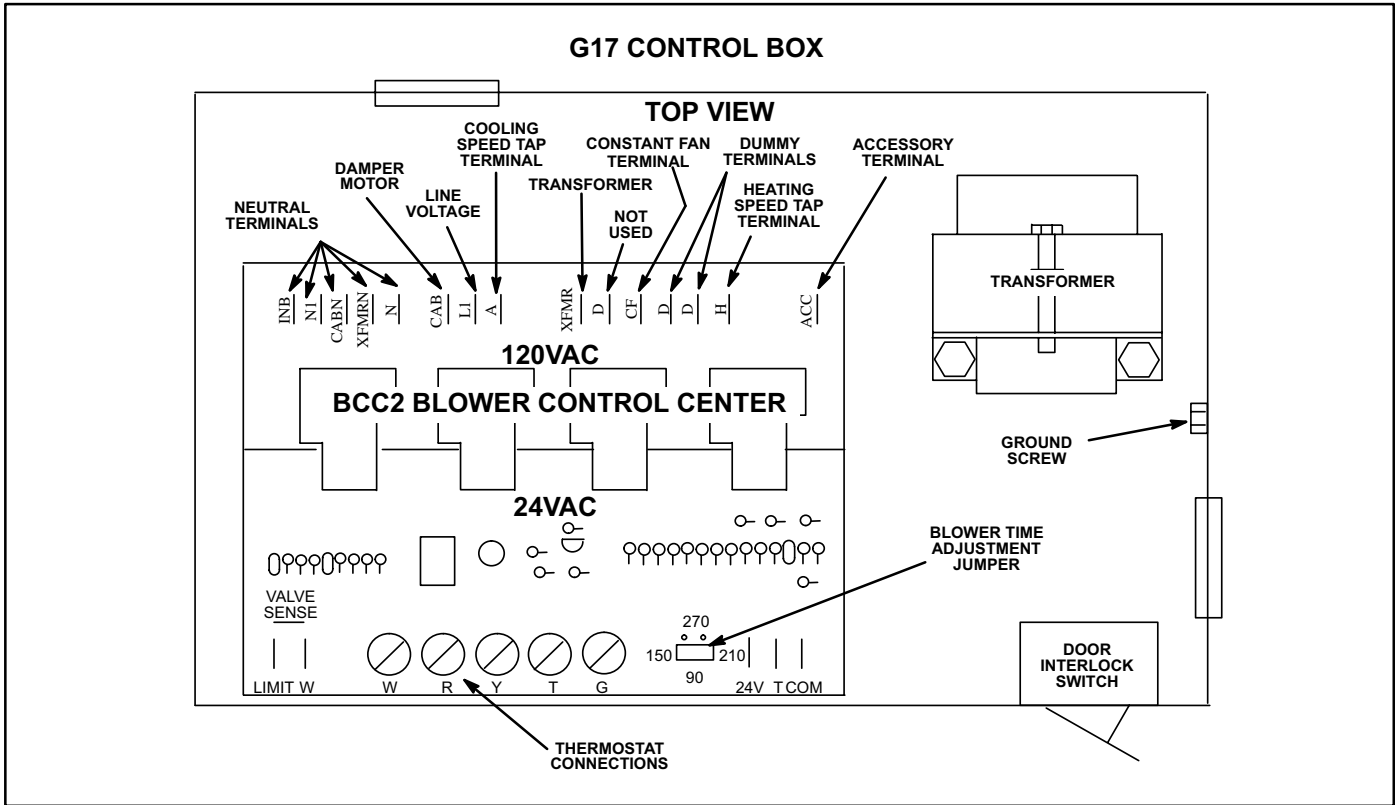 G17 CONTROL BOX
TOP VIEW
COOLING
SPEED TAP
TERMINAL
CONSTANT FAN
TERMINAL
DUMMY
TERMINALS
ACCESSORY
TERMINAL
DAMPER
MOTOR
LINE
VOLTAGE
TRANSFORMER
NOT
USED
HEATING
SPEED TAP
TERMINAL
NEUTRAL
TERMINALS
INB
N1
CABN
XFMRN
N
CAB
L1
A
XFMR
D
CF
D
D
H
ACC
TRANSFORMER
120VAC
BCC2 BLOWER CONTROL CENTER
GROUND
SCREW
24VAC
BLOWER TIME
ADJUSTMENT
JUMPER
VALVE
SENSE
270
150 210
90
LIMIT W
W R Y T G
24V T COM
DOOR
INTERLOCK
SWITCH
THERMOSTAT
CONNECTIONS